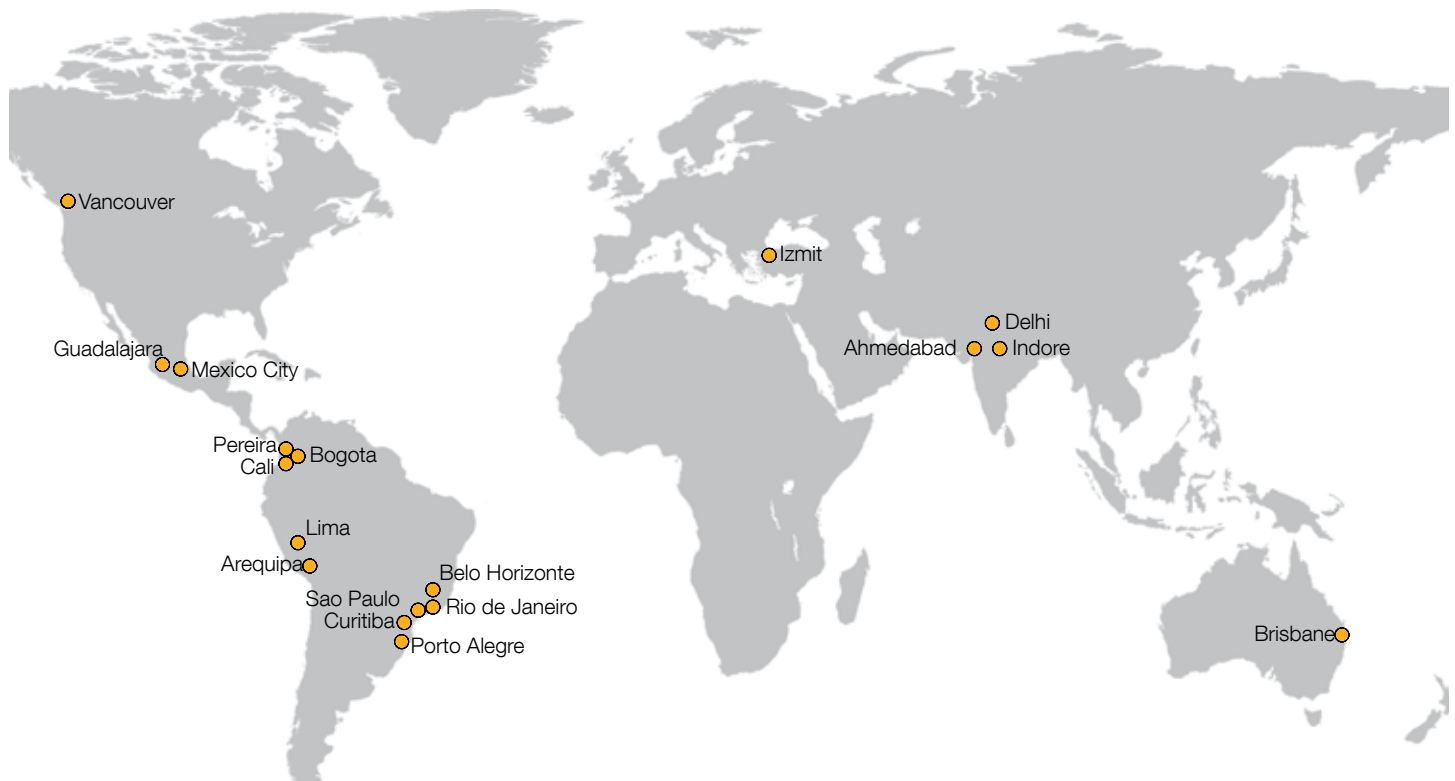 Vancouver
Izmit
Delhi
Ahmedabad
Indore
Guadalajara
Mexico City
Pereira
Bogota
Cali
Lima
Arequipa
Belo Horizonte
Sao Paulo
Rio de Janeiro
Curitiba
Brisbane
Porto Alegre